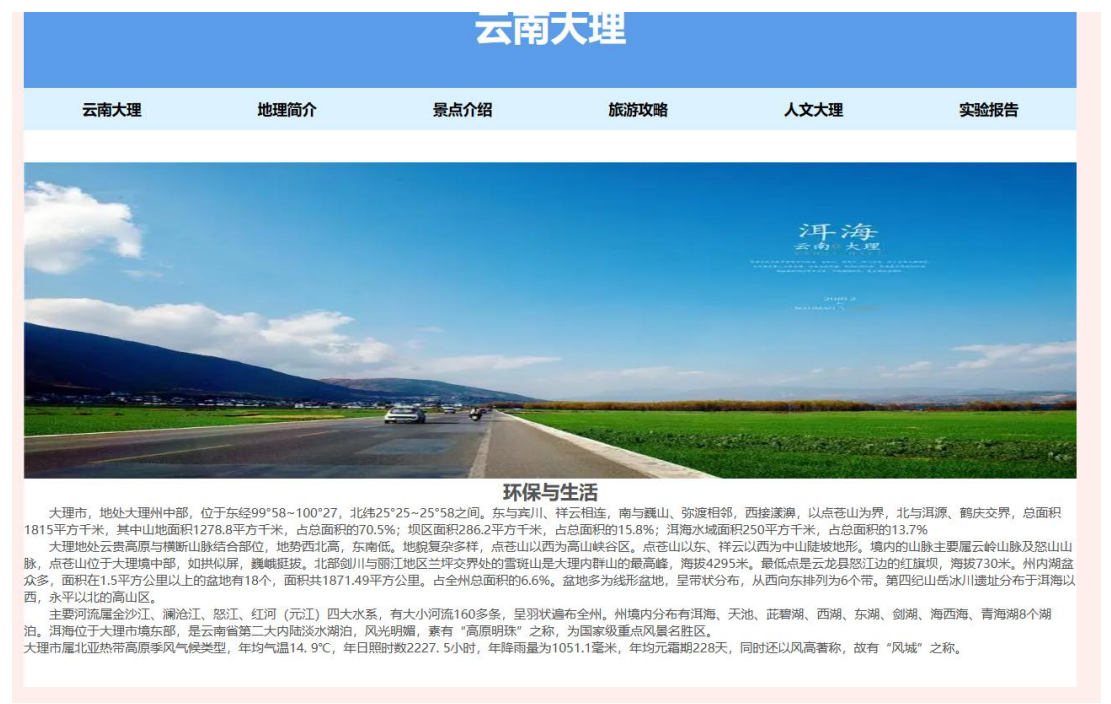 云南大理
云南大理 地理简介 景点介绍 旅游攻略 人文大理 实验报告
洱海
云南 大理
环保与生活
大理市，地处大理州中部，位于东经99°58~100°27，北纬25°25~25°58之间。东与宾川、祥云相连，南与巍山、弥渡相邻，西接漾濞，以点苍山为界，北与洱源、鹤庆交界，总面积
1815平方千米，其中山地面积1278.8平方千米，占总面积的70.5%；坝区面积286.2平方千米，占总面积的15.8%；洱海水域面积250平方千米，占总面积的13.7%
大理地处云贵高原与横断山脉结合部位，地势西北高，东南低。地貌复杂多样，点苍山以西为高山峡谷区。点苍山以东、祥云以西为中山陡坡地形。境内的山脉主要属云岭山脉及怒山山
脉，点苍山位于大理境中部，如拱似屏，巍峨挺拔。北部剑川与丽江地区兰坪交界处的雪斑山是大理内群山的最高峰，海拔4295米。最低点是云龙县怒江边的红旗坝，海拔730米。州内湖盆
众多，面积在1.5平方公里以上的盆地有18个，面积共1871.49平方公里。占全州总面积的6.6%。盆地多为线形盆地，呈带状分布，从西向东排列为6个带。第四纪山岳冰川遗址分布于洱海以
西，永平以北的高山区。
主要河流属金沙江、澜沧江、怒江、红河（元江）四大水系，有大小河流160多条，呈羽状遍布全州。州境内分布有洱海、天池、茈碧湖、西湖、东湖、剑湖、海西海、青海湖8个湖
泊。洱海位于大理市境东部，是云南省第二大内陆淡水湖泊，风光明媚，素有“高原明珠”之称，为国家级重点风景名胜区。
大理市属北亚热带高原季风气候类型，年均气温14. 9℃，年日照时数2227. 5小时，年降雨量为1051.1毫米，年均元霜期228天，同时还以风高著称，故有“风城”之称。